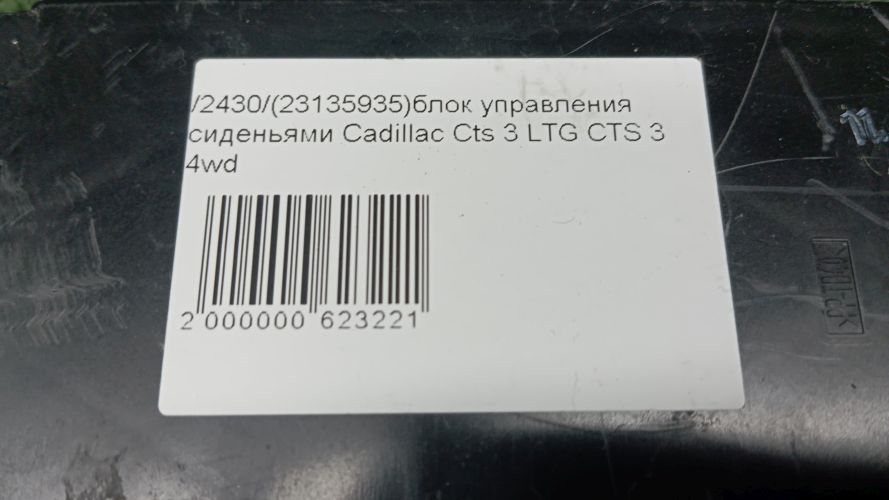 /2430/(23135935)блок управления
сиденьями Cadillac Cts 3 LTG CTS 3
4wd
2 000000 623221